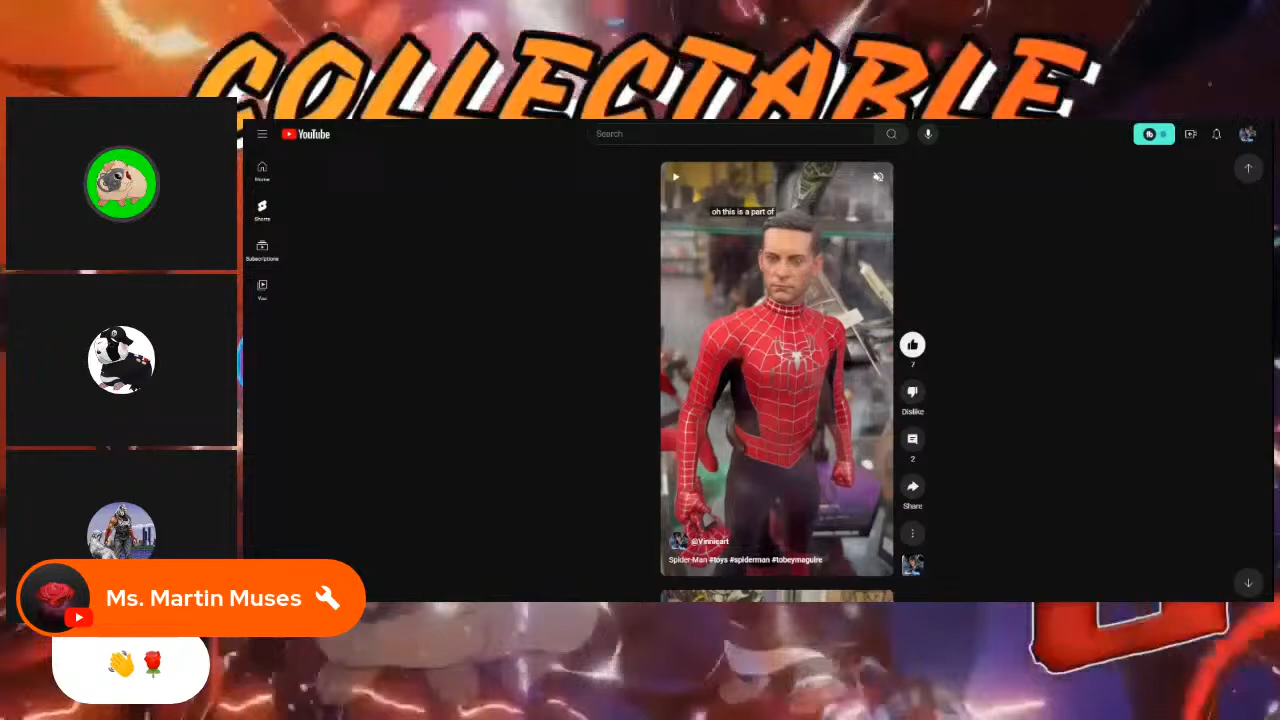 COLLECTABLE
YouTube
Search
Home
Shorts
Subscriptions
You
oh this is a part of
7
Dislike
2
Share
@Vinnieart
Spider-Man #toys #spiderman #tobeymaguire
Ms. Martin Muses